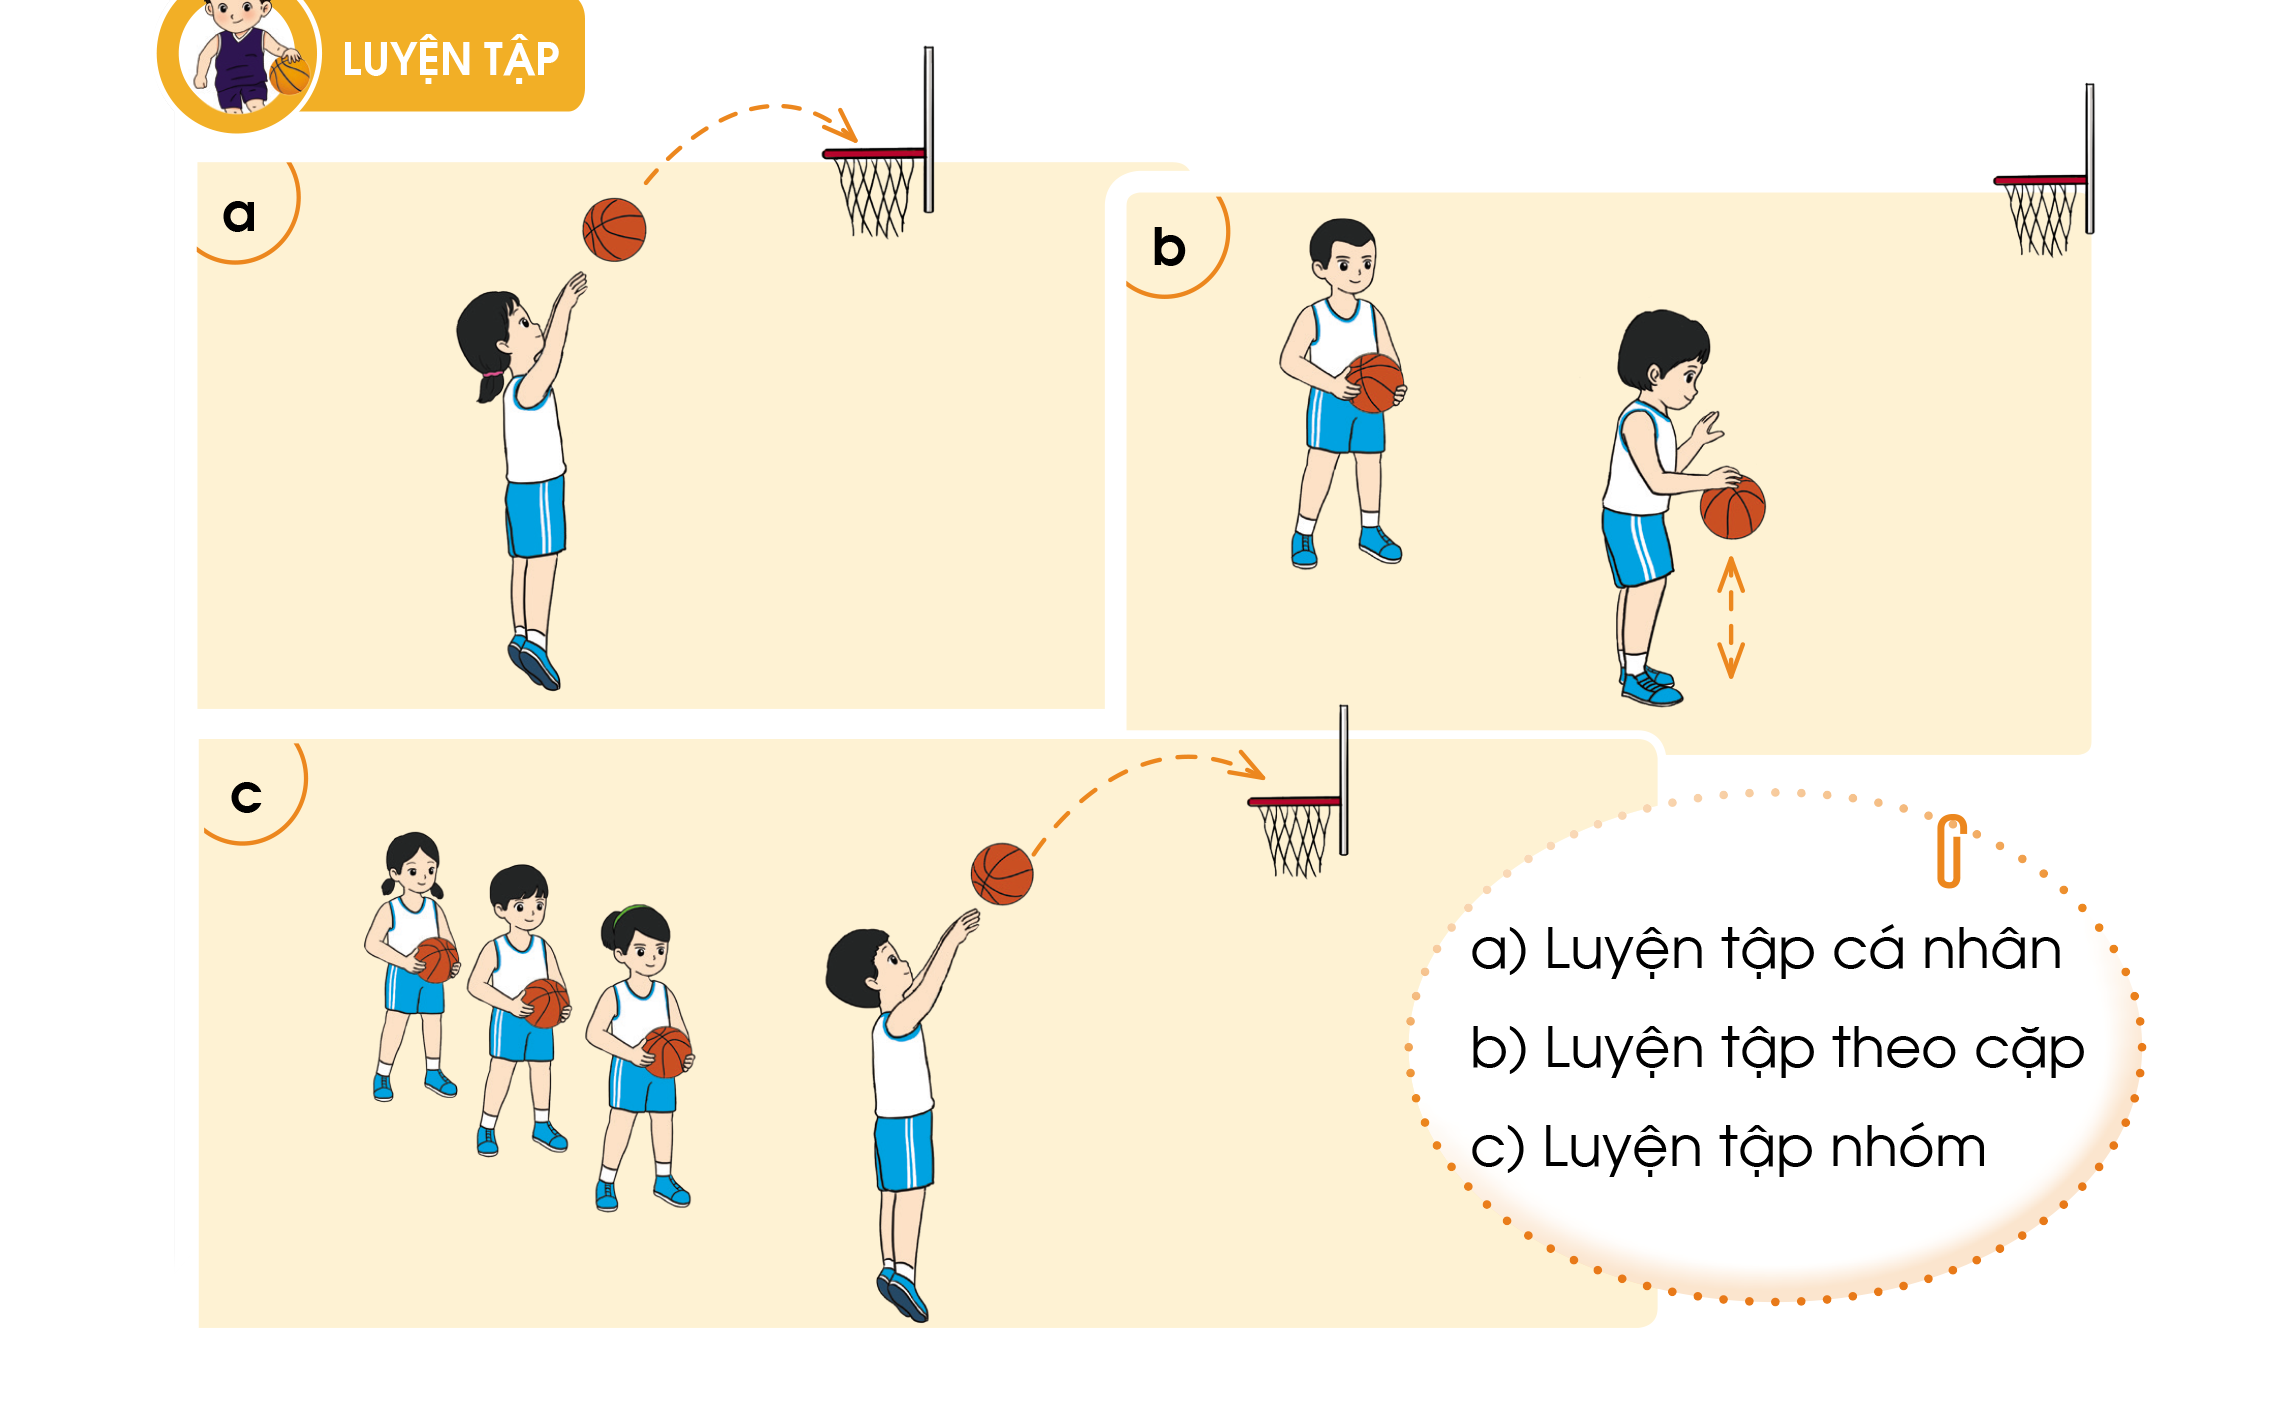 LUYỆN TẬP
a
b
c
a) Luyện tập cá nhân
b) Luyện tập theo cặp
c) Luyện tập nhóm